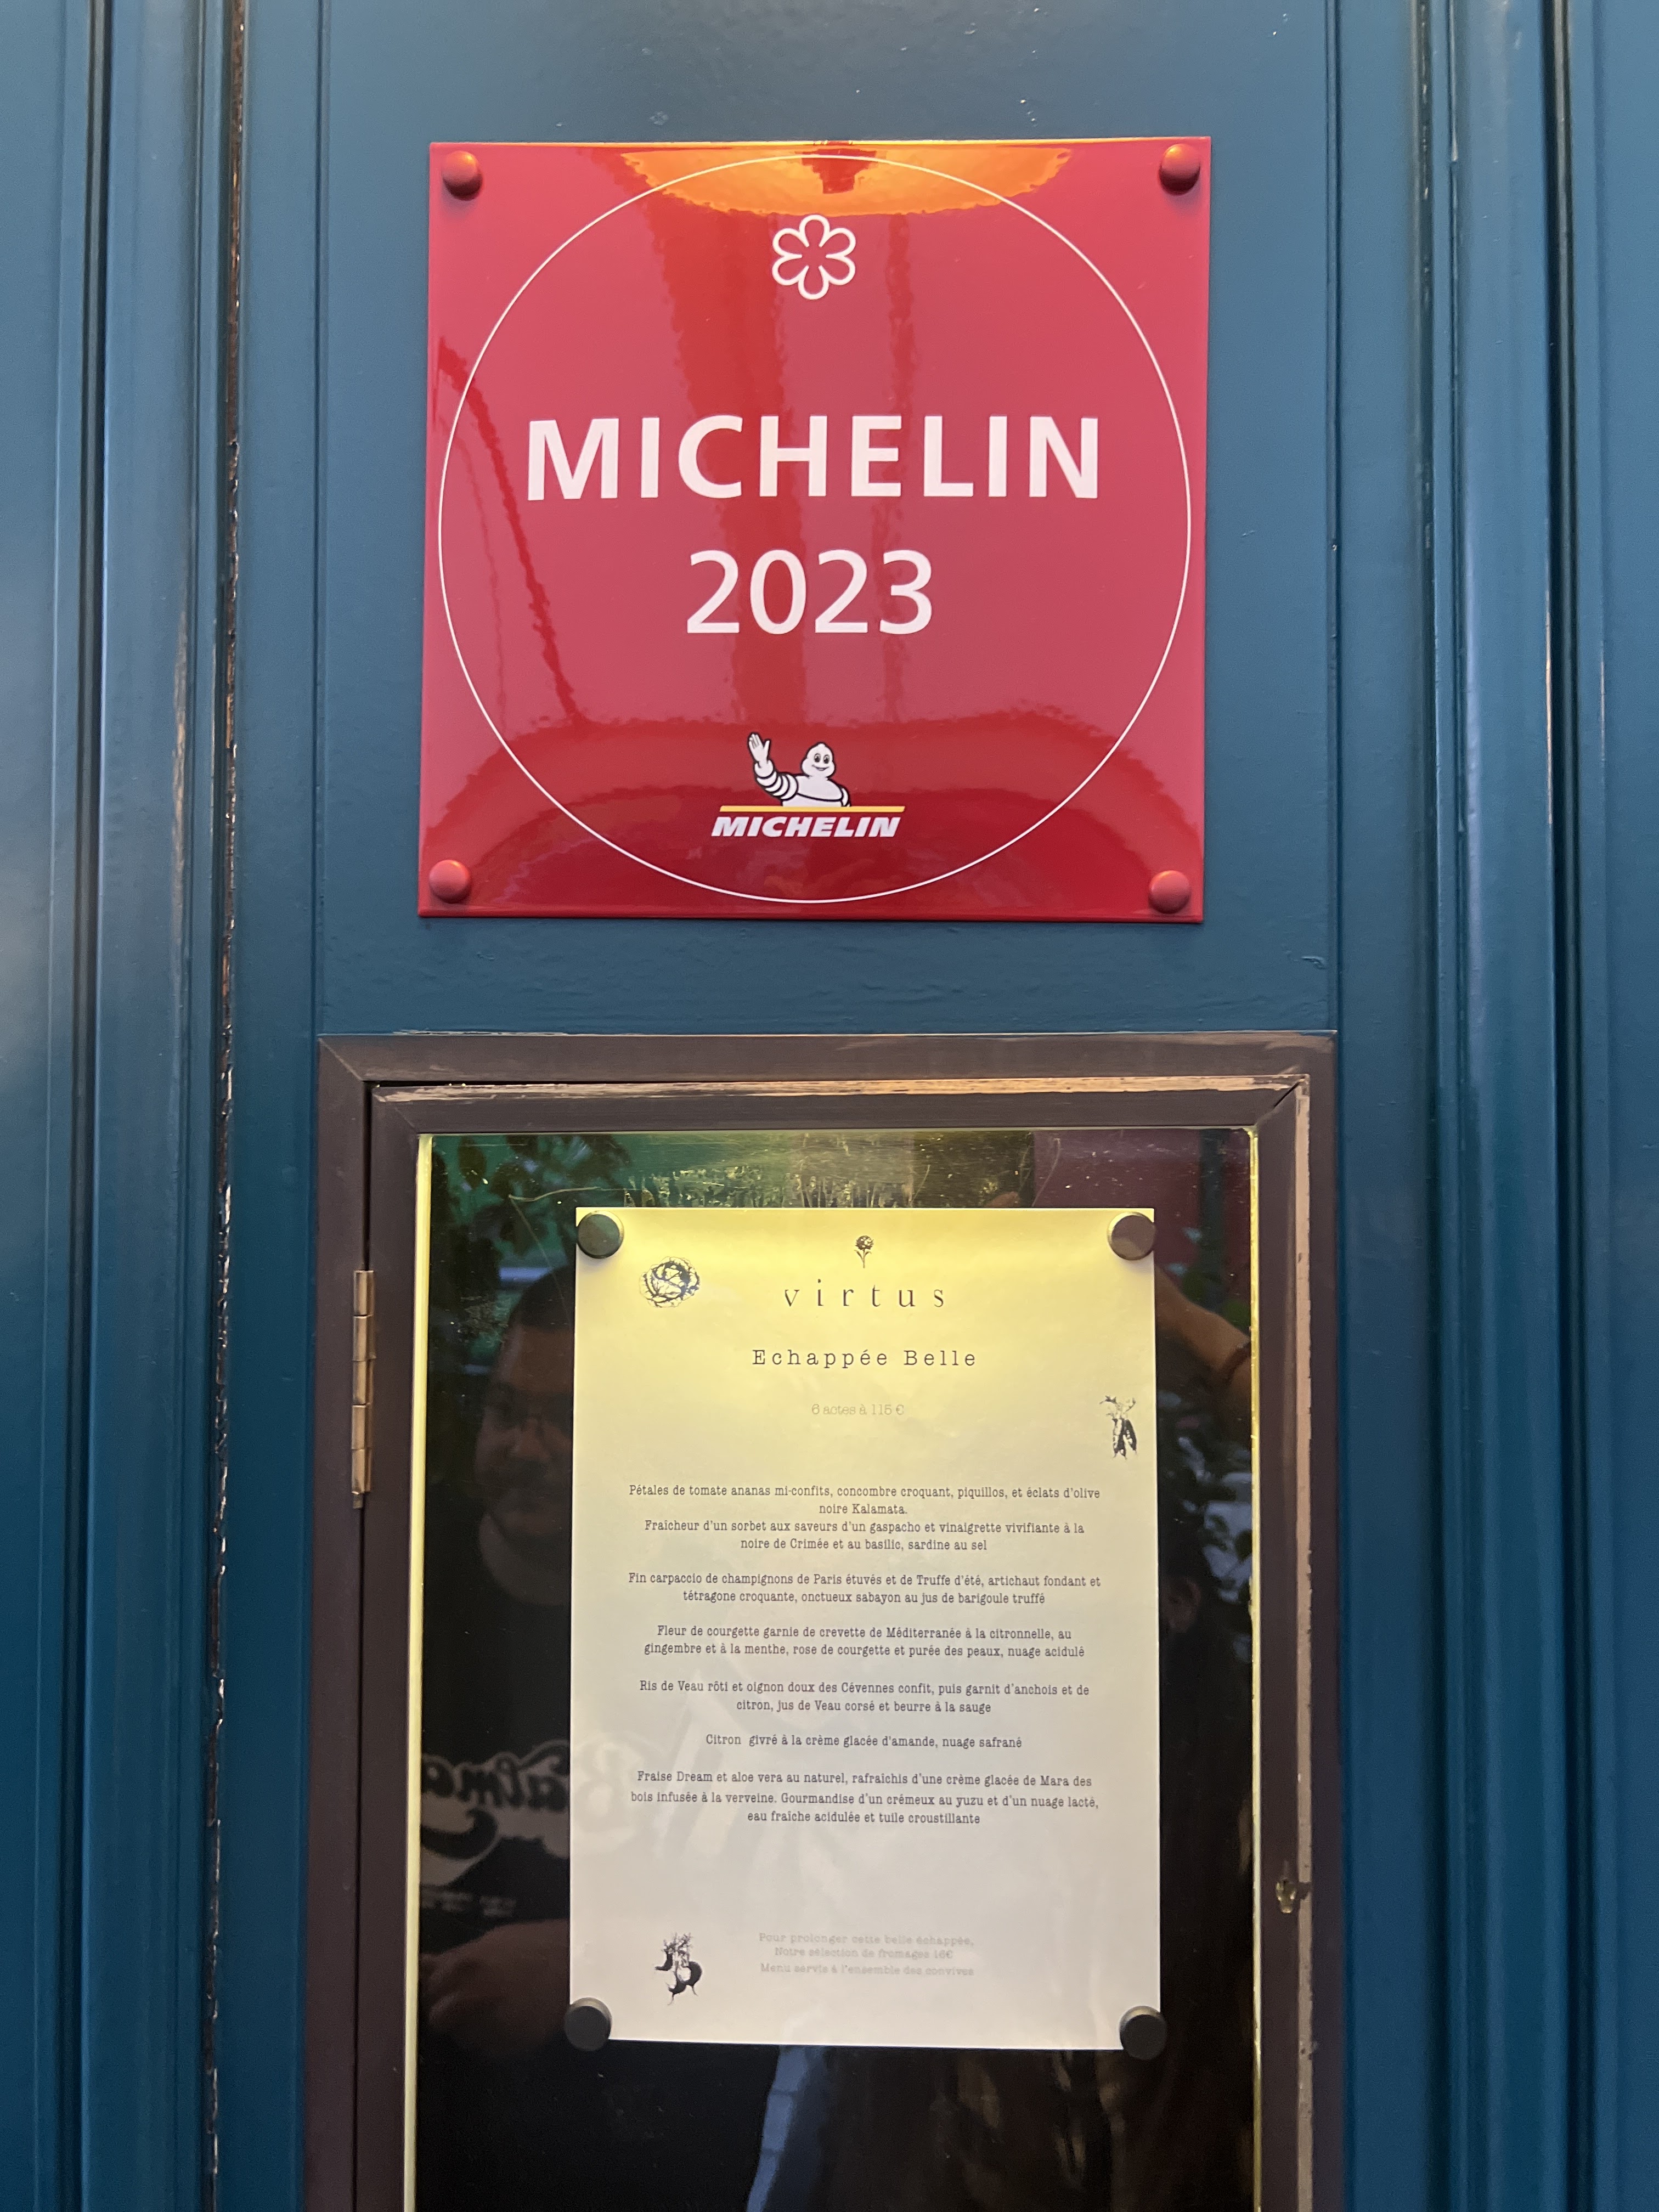 MICHELIN
2023
MICHELIN
virtus
Echappée Belle
6 actes à 115 €
Pétales de tomate ananas mi-confits, concombre croquant, piquillos, et éclats d'olive
noire Kalamata.
Fraîcheur d'un sorbet aux saveurs d'un gaspacho et vinaigrette vivifiante à la
noire de Crimée et au basilic, sardine au sel
Fin carpaccio de champignons de Paris étuvés et de Truffe d'été, artichaut fondant et
tétragone croquante, onctueux sabayon au jus de barigoule truffé
Fleur de courgette garnie de crevette de Méditerranée à la citronnelle, au
gingembre et à la menthe, rose de courgette et purée des peaux, nuage acidulé
Ris de Veau rôti et oignon doux des Cévennes confit, puis garnit d'anchois et de
citron, jus de Veau corsé et beurre à la sauge
Citron givré à la crème glacée d'amande, nuage safrané
Fraise Dream et aloe vera au naturel, rafraîchis d'une crème glacée de Mara des
bois infusée à la verveine. Gourmandise d'un crémeux au yuzu et d'un nuage lacté,
eau fraîche acidulée et tuile croustillante
Pour prolonger cette belle échappée,
Notre sélection de fromages 16€
Menu servis à l'ensemble des convives